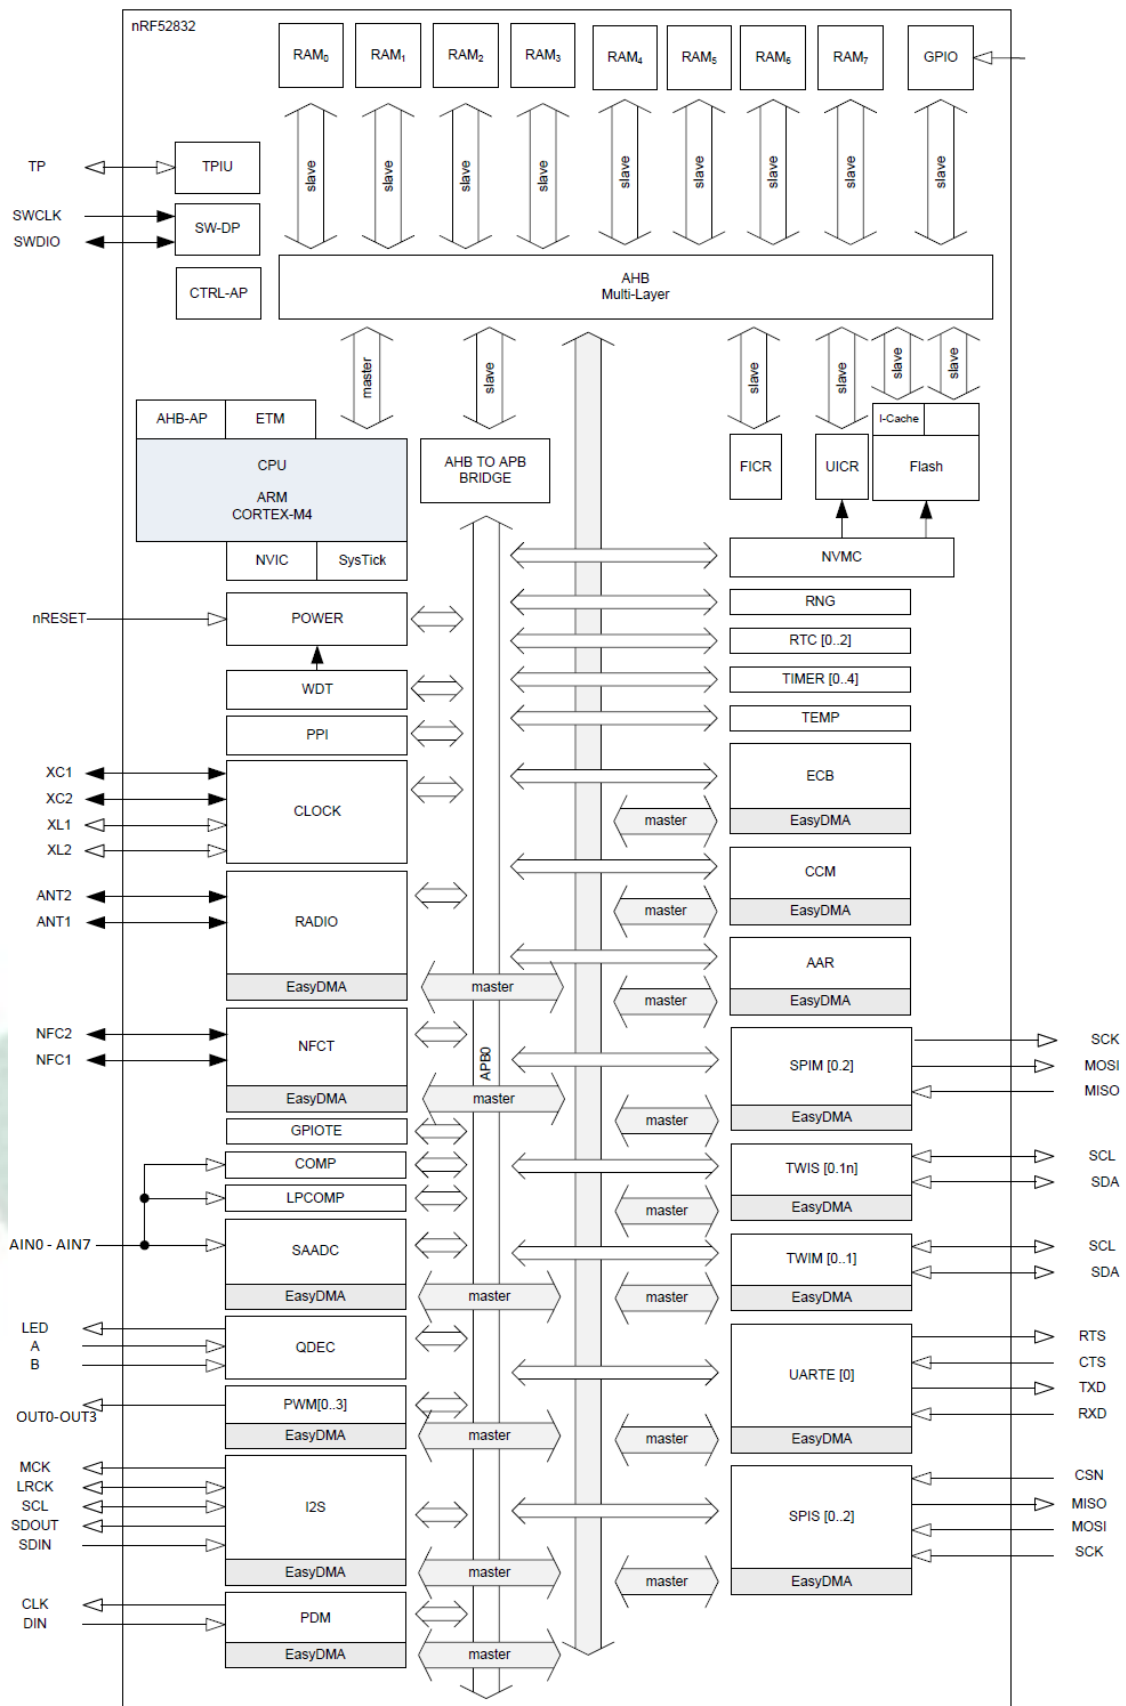 nRF52832
RAM0
RAM1
RAM2
RAM3
RAM4
RAM5
RAM6
RAM7
GPIO
slave
slave
slave
slave
slave
slave
slave
slave
slave
TP
TPIU
SWCLK
SWDIO
SW-DP
CTRL-AP
AHB
Multi-Layer
master
slave
slave
slave
slave
slave
AHB-AP
ETM
CPU
ARM
CORTEX-M4
NVIC
SysTick
AHB TO APB
BRIDGE
FICR
UICR
I-Cache
Flash
NVMC
nRESET
POWER
RNG
RTC [0..2]
WDT
TIMER [0..4]
PPI
TEMP
XC1
XC2
XL1
XL2
CLOCK
ECB
master
EasyDMA
ANT2
ANT1
RADIO
EasyDMA
master
CCM
master
EasyDMA
AAR
master
EasyDMA
NFC2
NFC1
NFCT
EasyDMA
master
APB0
SPIM [0.2]
master
EasyDMA
SCK
MOSI
MISO
GPIOTE
COMP
LPCOMP
AIN0 - AIN7
SAADC
EasyDMA
master
TWIS [0.1n]
master
EasyDMA
SCL
SDA
TWIM [0..1]
master
EasyDMA
SCL
SDA
LED
A
B
QDEC
OUT0-OUT3
PWM[0..3]
EasyDMA
master
UARTE [0]
master
EasyDMA
RTS
CTS
TXD
RXD
MCK
LRCK
SCL
SDOUT
SDIN
I2S
EasyDMA
master
SPIS [0..2]
master
EasyDMA
CSN
MISO
MOSI
SCK
CLK
DIN
PDM
EasyDMA
master